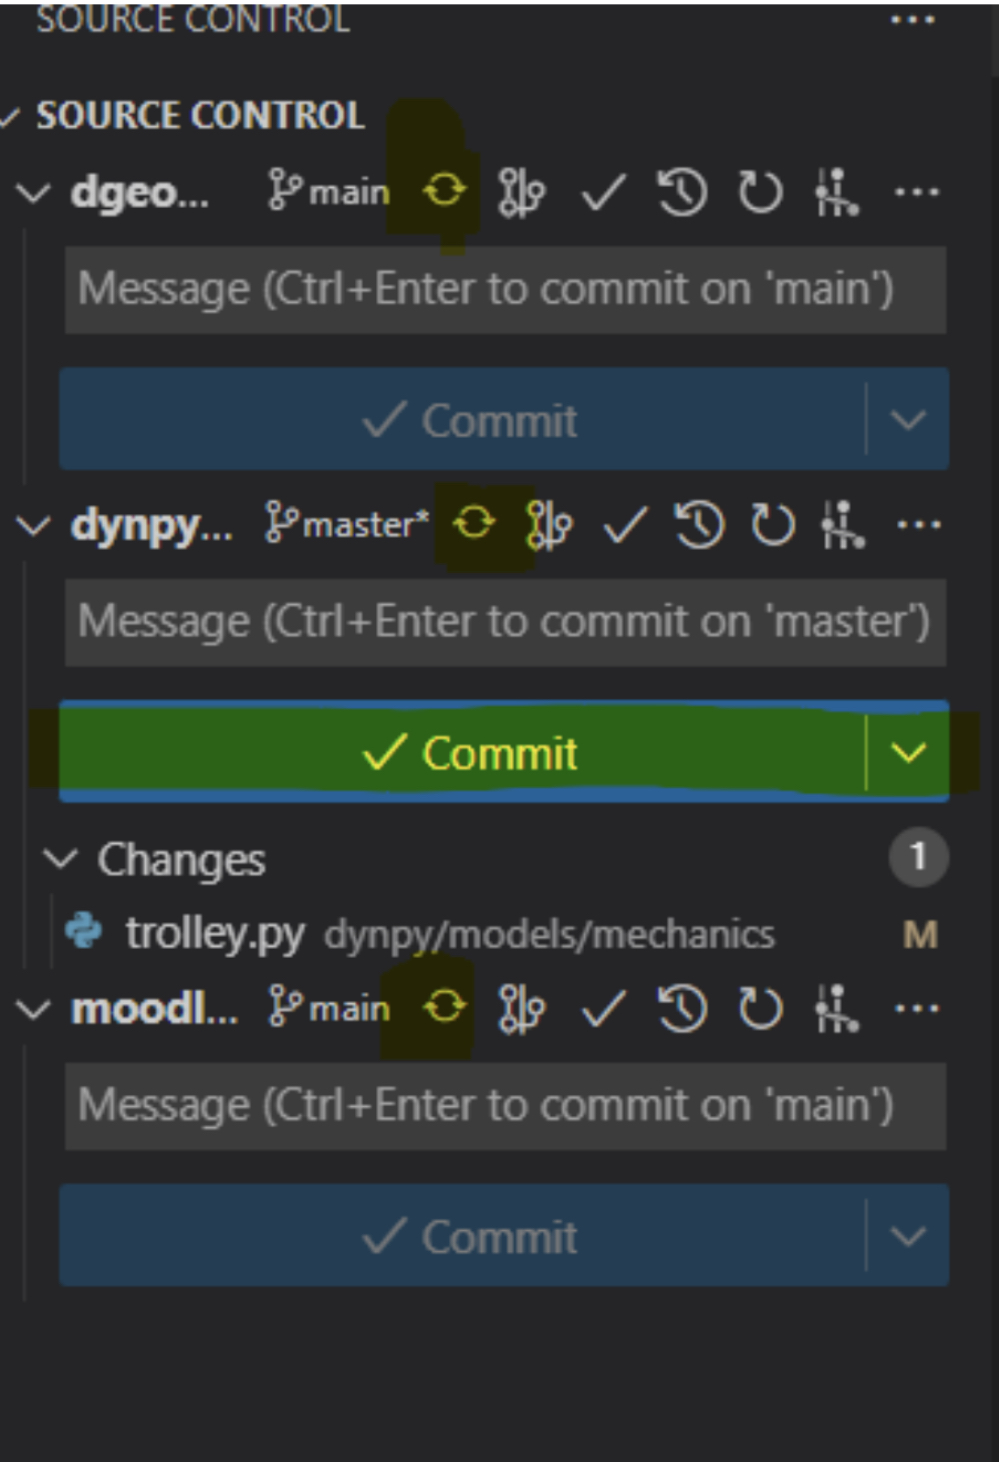 SOURCE CONTROL
SOURCE CONTROL
dgeo... main
Message (Ctrl+Enter to commit on 'main')
Commit
dynpy... master*
Message (Ctrl+Enter to commit on 'master')
Commit
Changes 1
trolley.py dynpy/models/mechanics M
moodl... main
Message (Ctrl+Enter to commit on 'main')
Commit